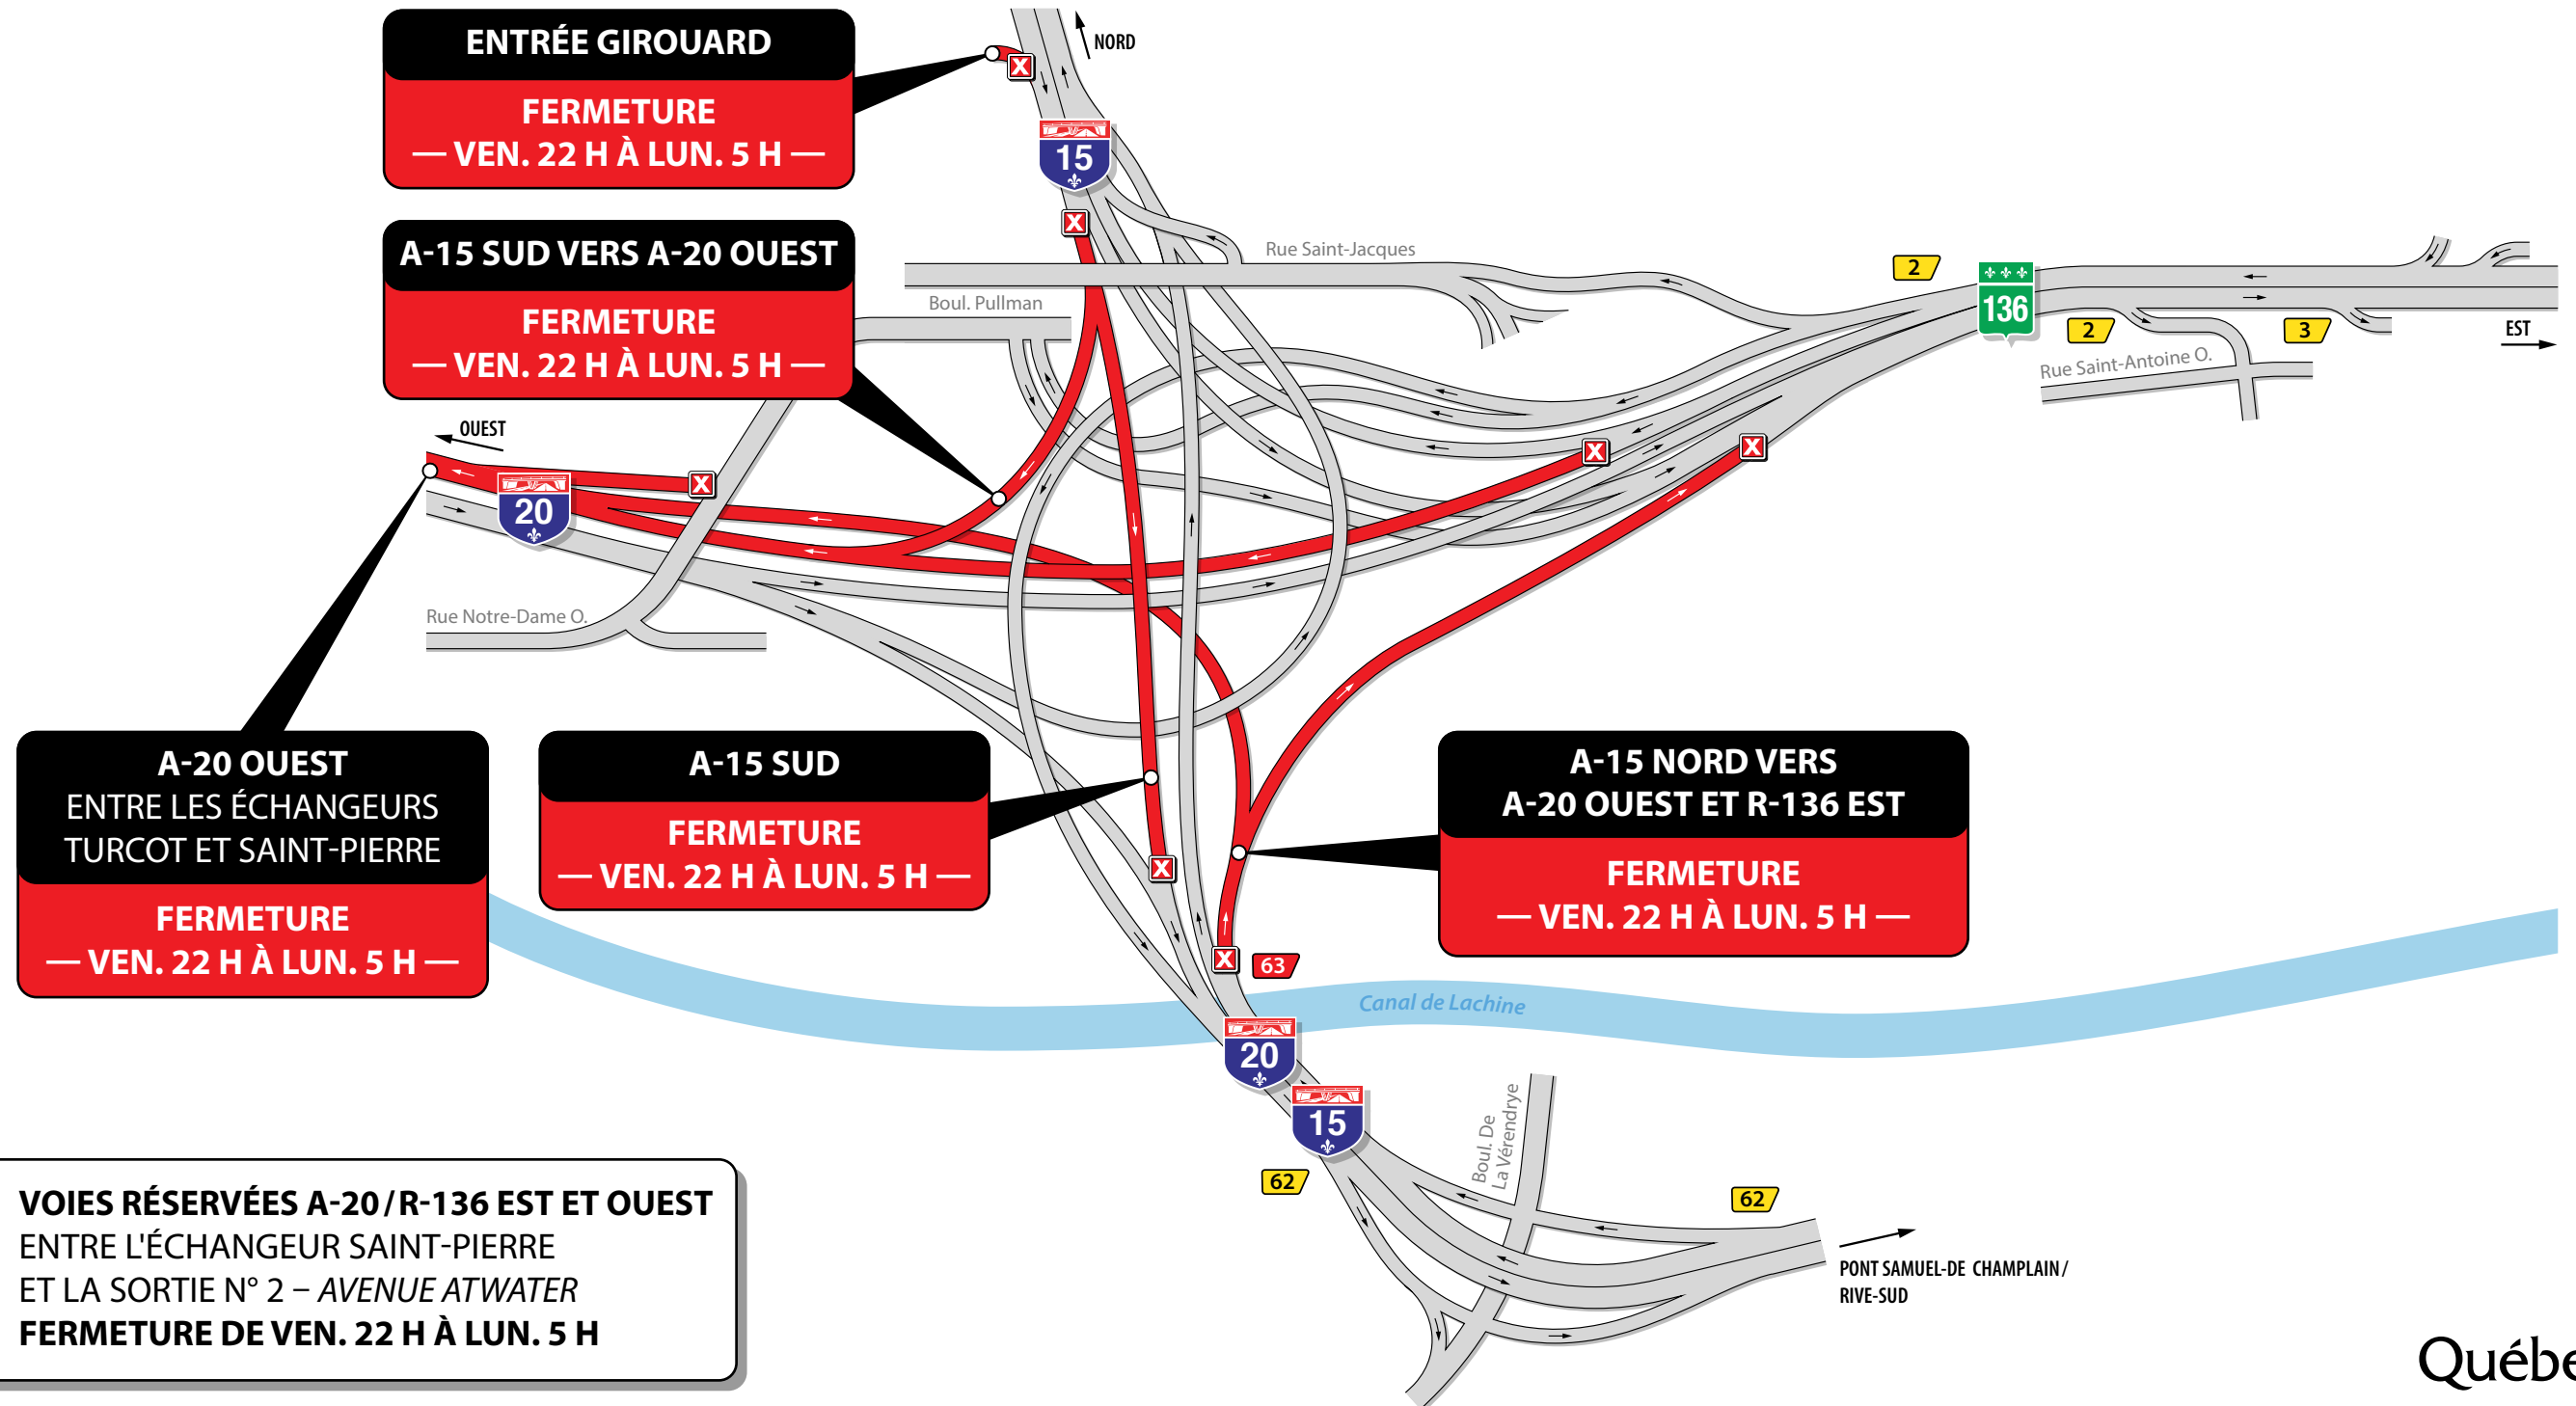 ENTRÉE GIROUARD
FERMETURE
— VEN. 22 H À LUN. 5 H —
NORD
15
A-15 SUD VERS A-20 OUEST
FERMETURE
— VEN. 22 H À LUN. 5 H —
Rue Saint-Jacques
Boul. Pullman
2
136
2
3
EST
Rue Saint-Antoine O.
OUEST
20
Rue Notre-Dame O.
A-20 OUEST
ENTRE LES ÉCHANGEURS
TURCOT ET SAINT-PIERRE
FERMETURE
— VEN. 22 H À LUN. 5 H —
A-15 SUD
FERMETURE
— VEN. 22 H À LUN. 5 H —
A-15 NORD VERS
A-20 OUEST ET R-136 EST
FERMETURE
— VEN. 22 H À LUN. 5 H —
63
Canal de Lachine
20
15
Boul. De
La Vérendrye
62
62
PONT SAMUEL-DE CHAMPLAIN/
RIVE-SUD
VOIES RÉSERVÉES A-20/R-136 EST ET OUEST
ENTRE L'ÉCHANGEUR SAINT-PIERRE
ET LA SORTIE N° 2 – AVENUE ATWATER
FERMETURE DE VEN. 22 H À LUN. 5 H
X
X
X
X
X
X
X